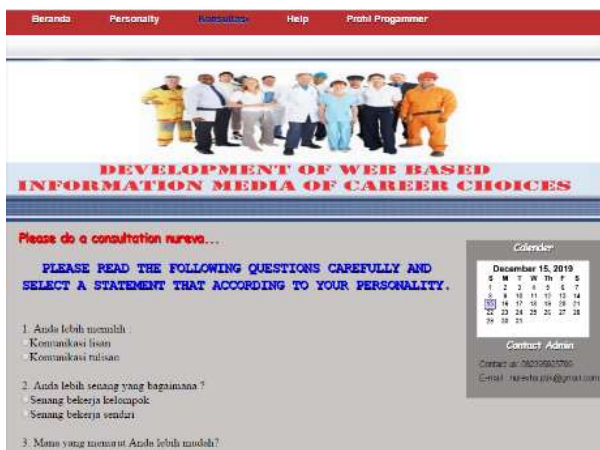 Beranda Personality Konsultasi Help Profil Progammer
DEVELOPMENT OF WEB BASED
INFORMATION MEDIA OF CAREER CHOICES
Please do a consultation nureva...
PLEASE READ THE FOLLOWING QUESTIONS CAREFULLY AND
SELECT A STATEMENT THAT ACCORDING TO YOUR PERSONALITY.
1. Anda lebih memilih :
Komunikasi lisan
Komunikasi tulisan
2. Anda lebih senang yang bagaimana ?
Senang bekerja kelompok
Senang bekerja sendiri
3. Mana yang menurut Anda lebih mudah?
Calender
December 15, 2019
S M T W Th F S
1 2 3 4 5 6 7
8 9 10 11 12 13 14
15 16 17 18 19 20 21
22 23 24 25 26 27 28
29 30 31
Contact Admin
Contact us:
E-mail :